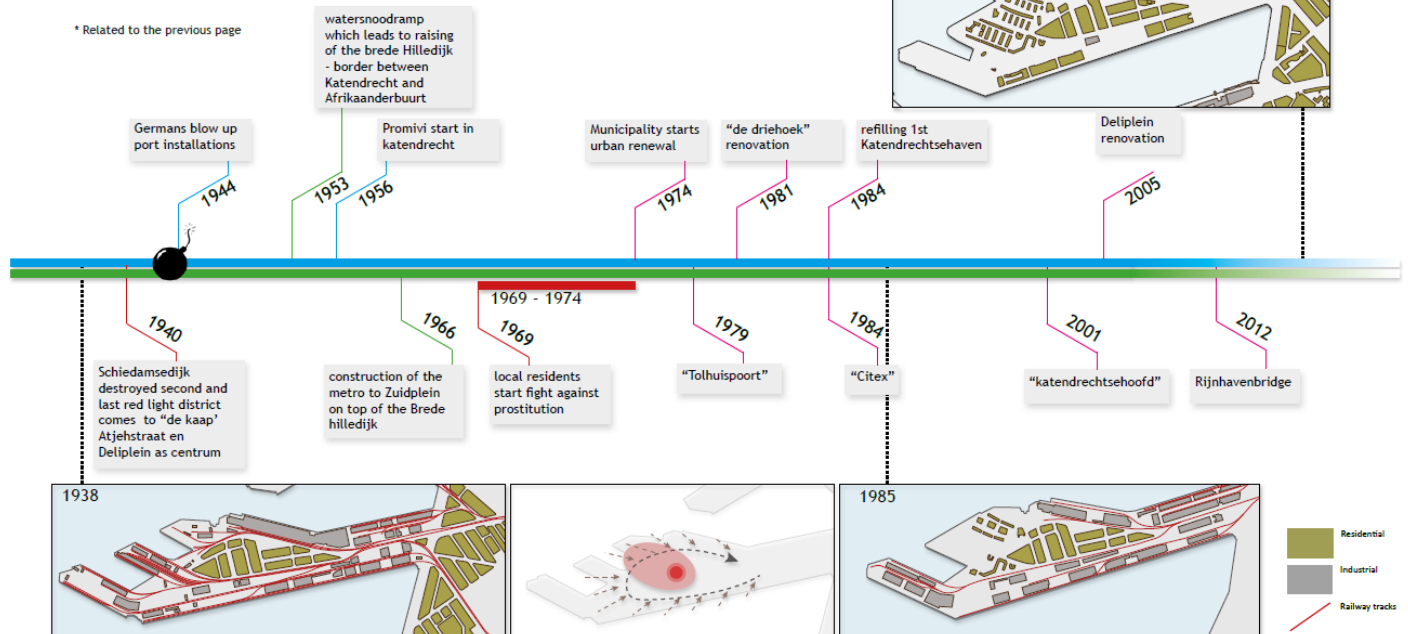 * Related to the previous page
watersnoodramp
which leads to raising
of the brede Hilledijk
- border between
Katendrecht and
Afrikaanderbuurt
Germans blow up
port installations
Promivi start in
katendrecht
Municipality starts
urban renewal
“de driehoek”
renovation
refilling 1st
Katendrechtsehaven
Deliplein
renovation
1944
1953
1956
1974
1981
1984
2005
1969 - 1974
1940
1966
1969
1979
1984
2001
2012
Schiedamsedijk
destroyed second and
last red light district
comes to “de kaap’
Atjehstraat en
Deliplein as centrum
construction of the
metro to Zuidplein
on top of the Brede
hilledijk
local residents
start fight against
prostitution
“Tolhuispoort”
“Citex”
“katendrechtsehoofd”
Rijnhavenbridge
1938
1985
Residential
Industrial
Railway tracks